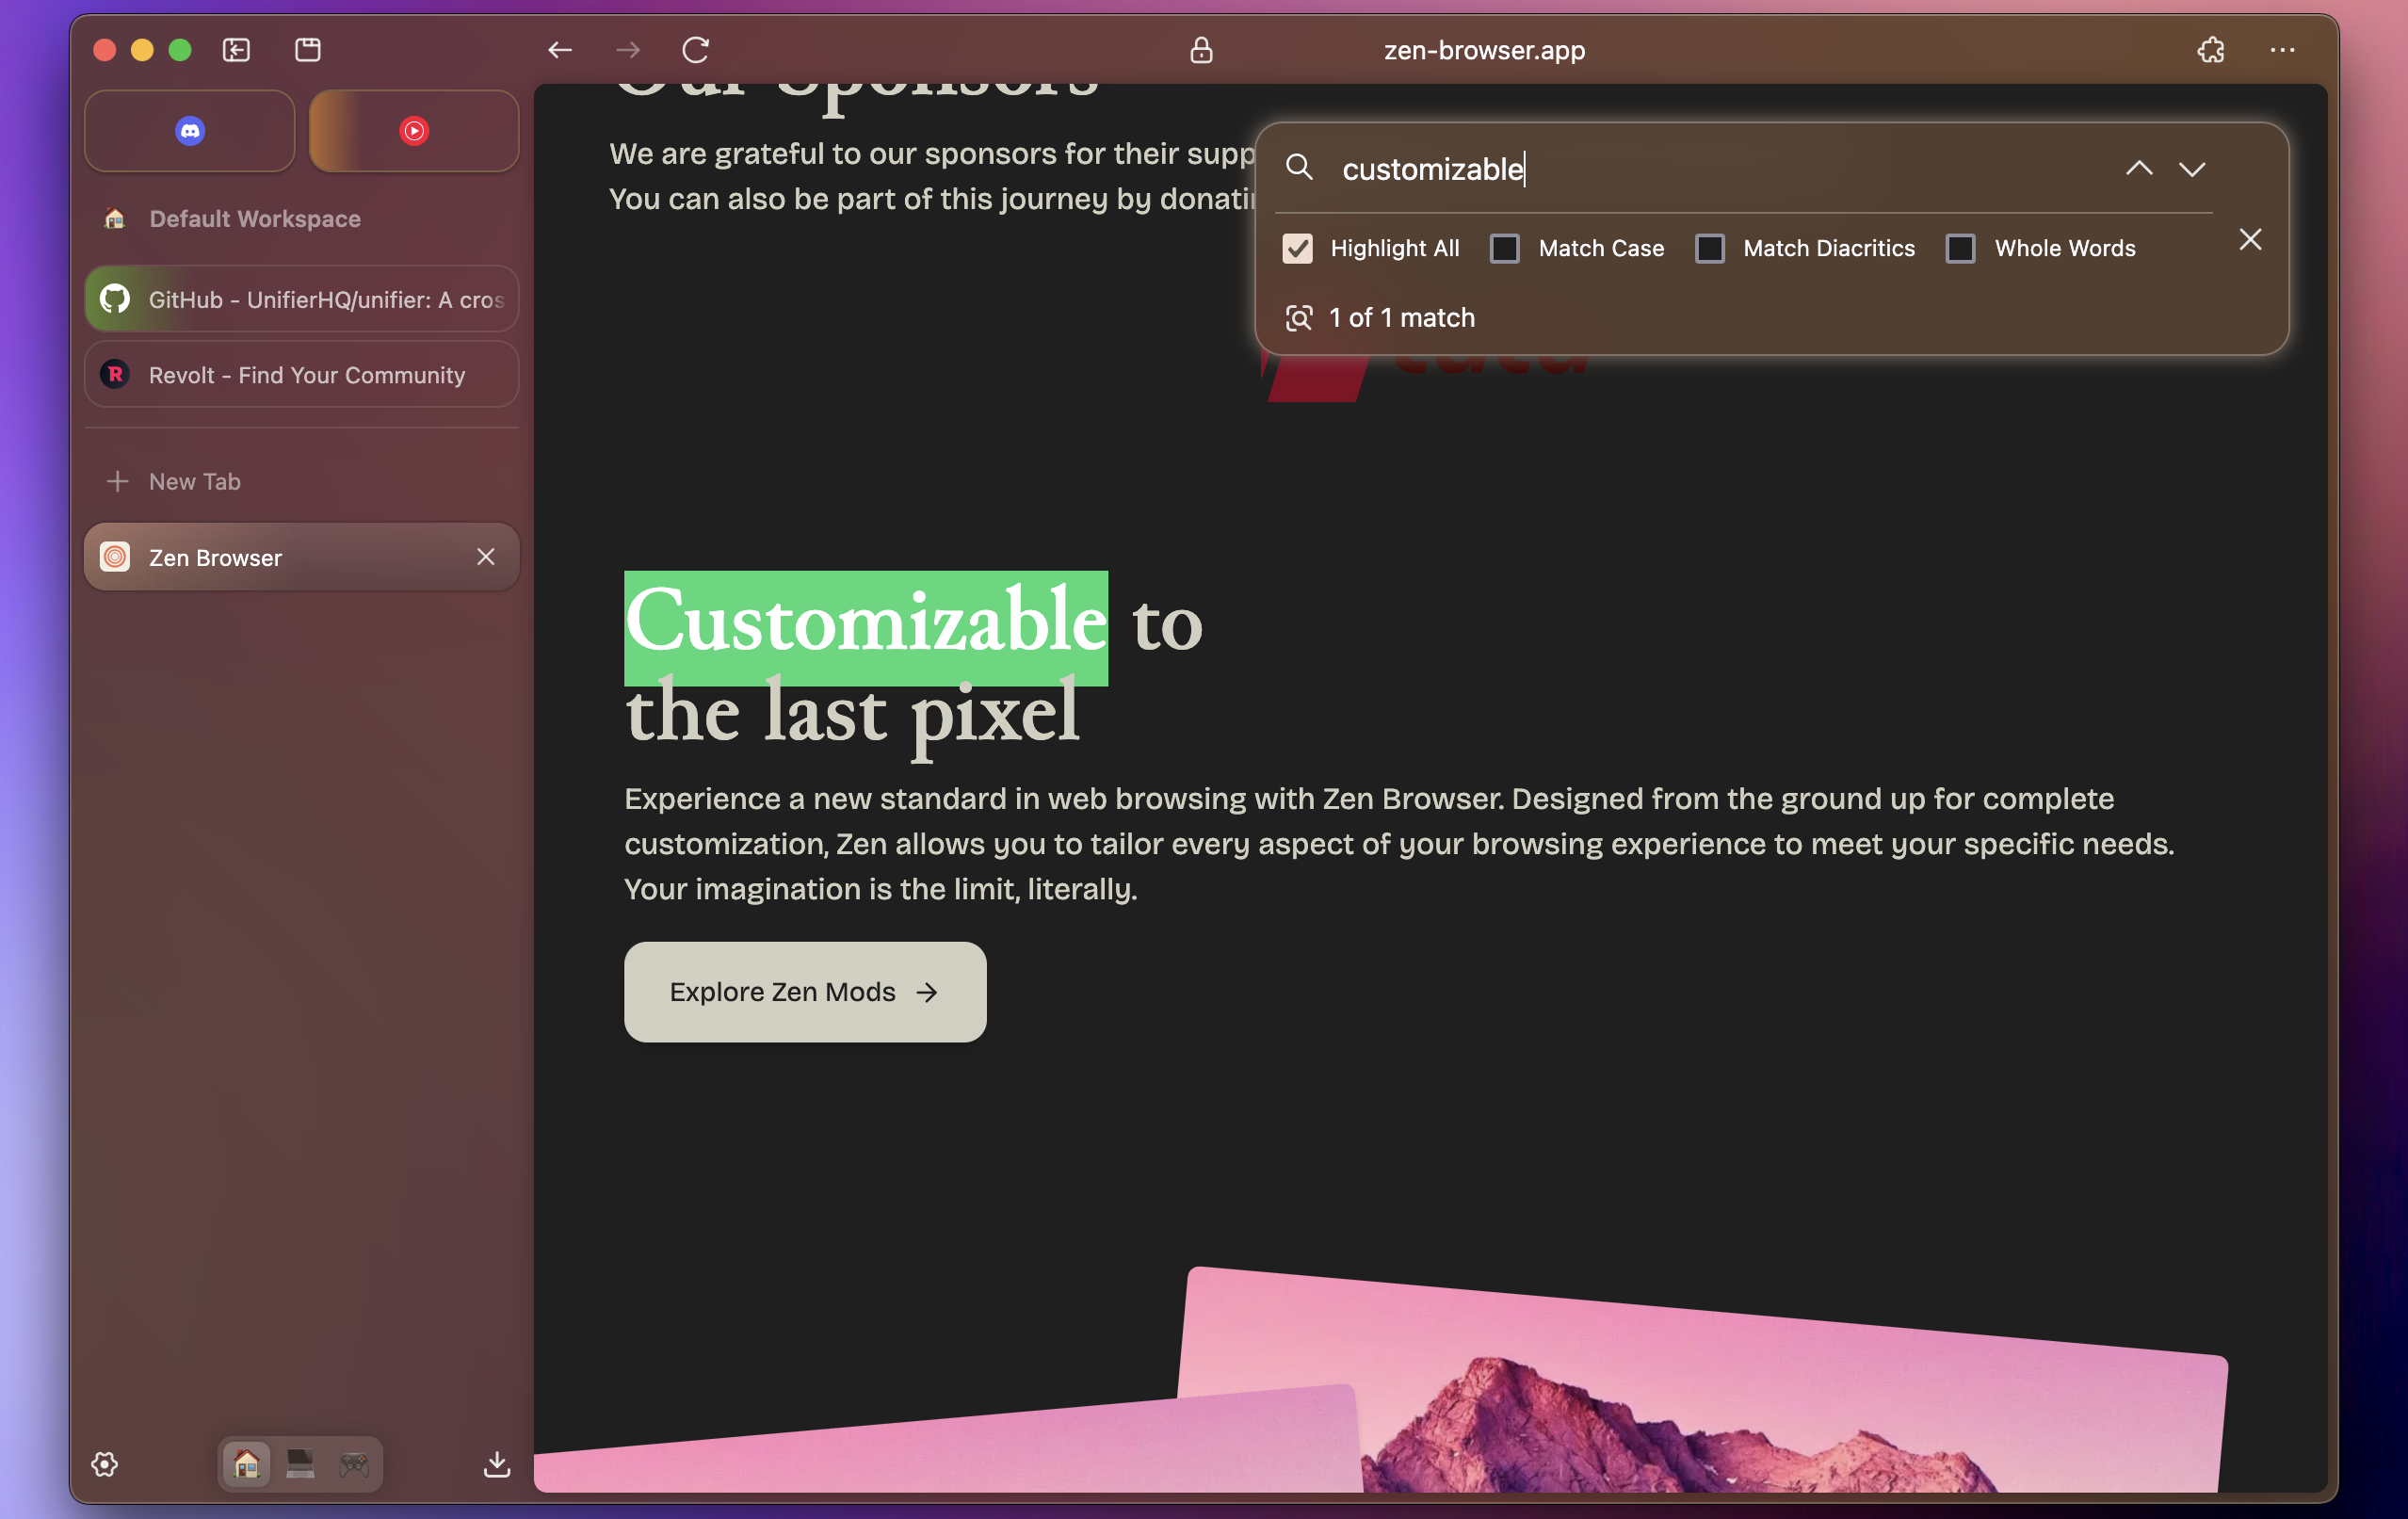 zen-browser.app
Default Workspace
GitHub - UnifierHQ/unifier: A cros
Revolt - Find Your Community
New Tab
Zen Browser
Our Sponsors
We are grateful to our sponsors for their supp
You can also be part of this journey by donatin
customizable
Highlight All
Match Case
Match Diacritics
Whole Words
1 of 1 match
Customizable to
the last pixel
Experience a new standard in web browsing with Zen Browser. Designed from the ground up for complete
customization, Zen allows you to tailor every aspect of your browsing experience to meet your specific needs.
Your imagination is the limit, literally.
Explore Zen Mods →